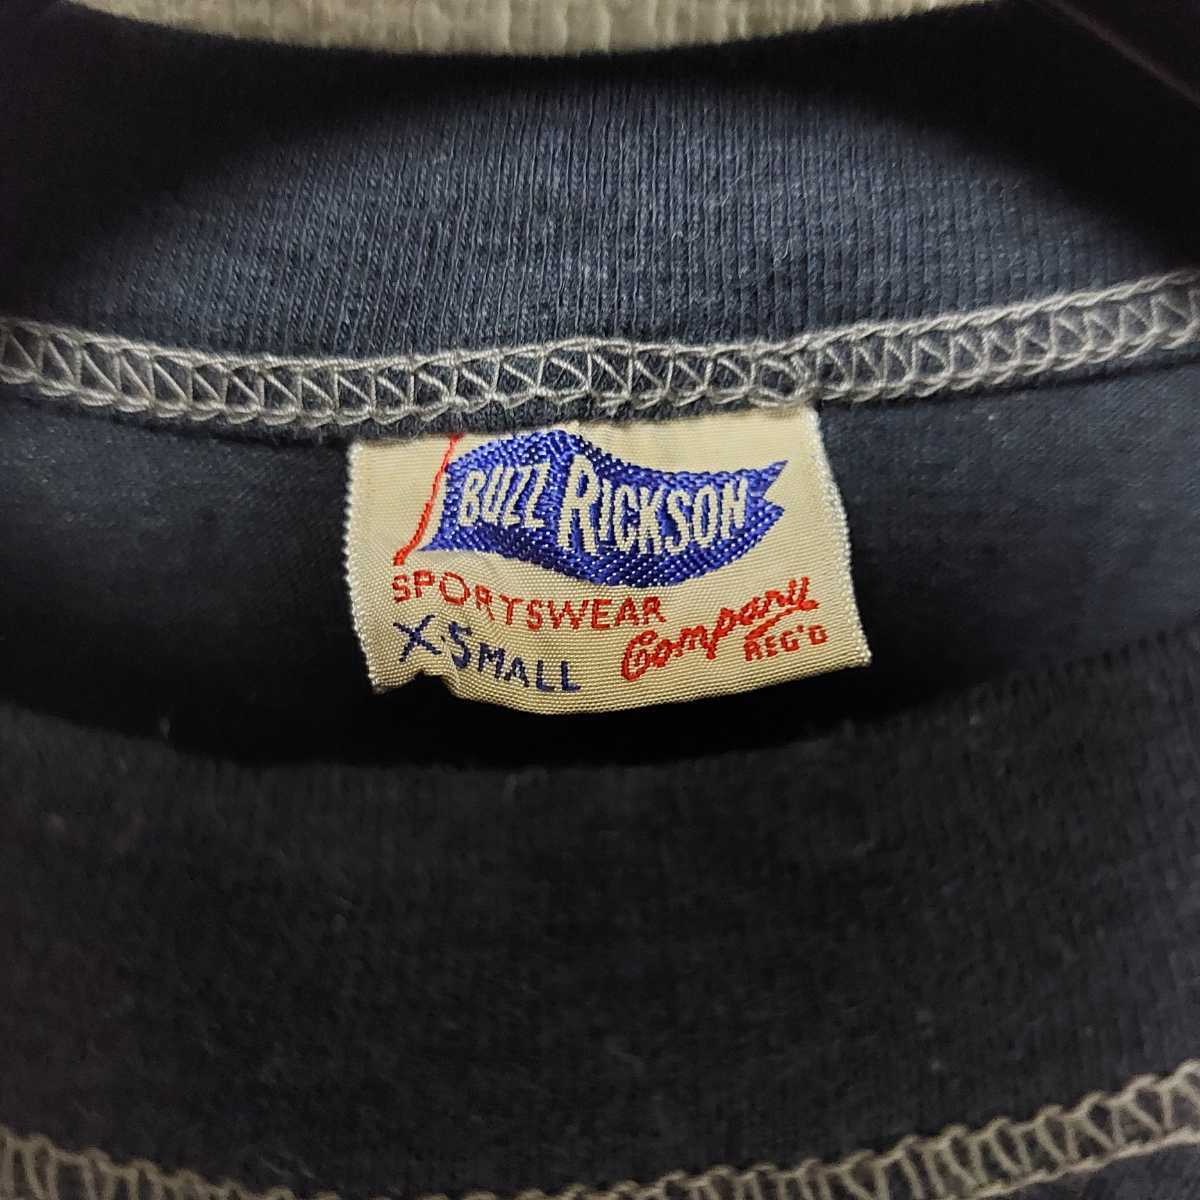 BUZZ RICKSON
SPORTSWEAR
Company
X-SMALL
REG'D